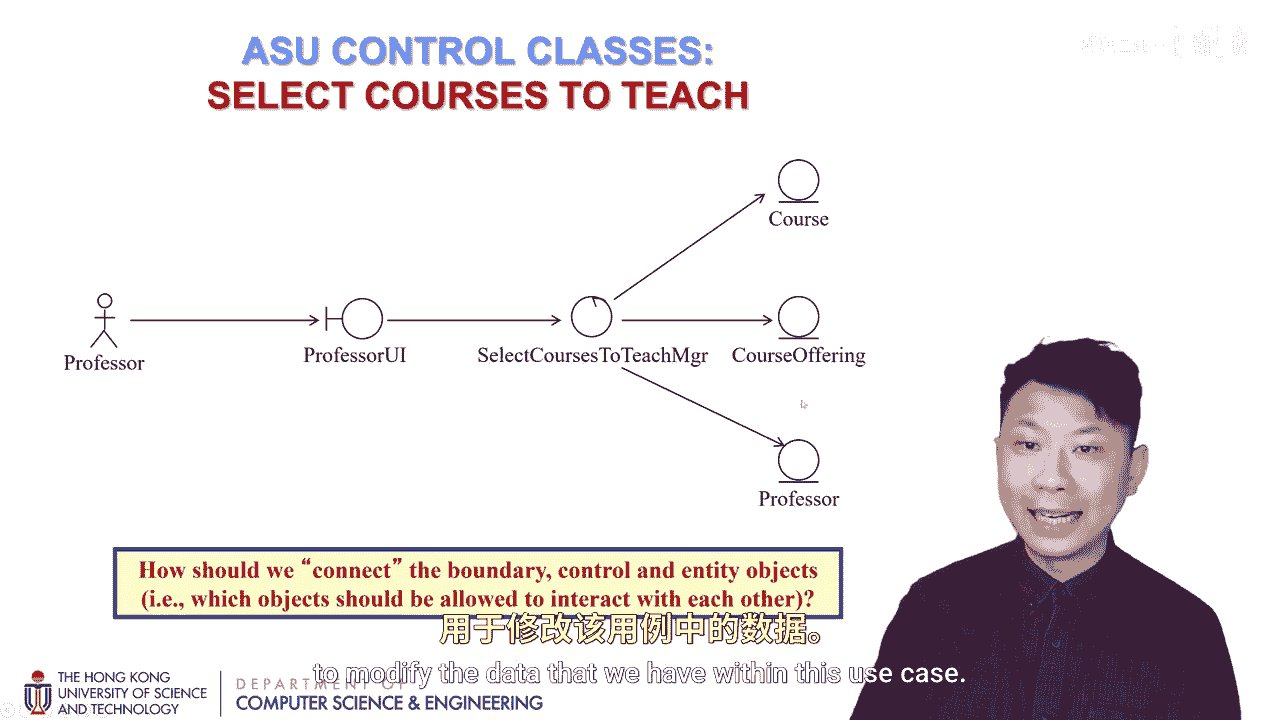 ASU CONTROL CLASSES:
SELECT COURSES TO TEACH
Course
Professor
ProfessorUI
SelectCoursesToTeachMgr
CourseOffering
Professor
How should we “connect” the boundary, control and entity objects
(i.e., which objects should be allowed to interact with each other)?
用于修改该用例中的数据。
to modify the data that we have within this use case.
THE HONG KONG
UNIVERSITY OF SCIENCE
AND TECHNOLOGY
DEPARTMENT OF
COMPUTER SCIENCE & ENGINEERING